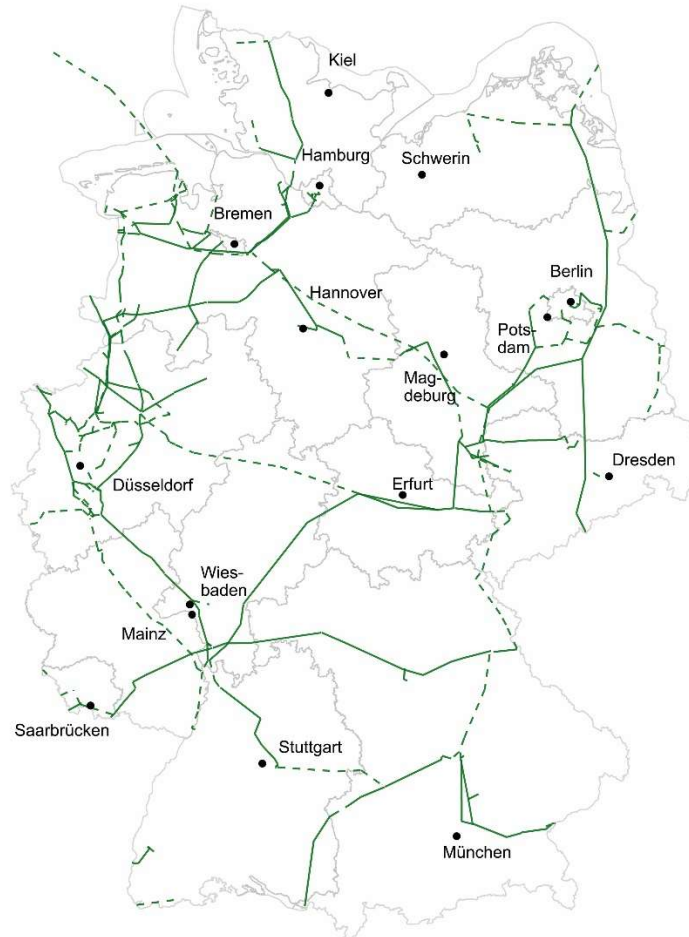 Kiel
Hamburg
Schwerin
Bremen
Berlin
Hannover
Pots-
dam
Mag-
deburg
Düsseldorf
Erfurt
Dresden
Wies-
baden
Mainz
Saarbrücken
Stuttgart
München